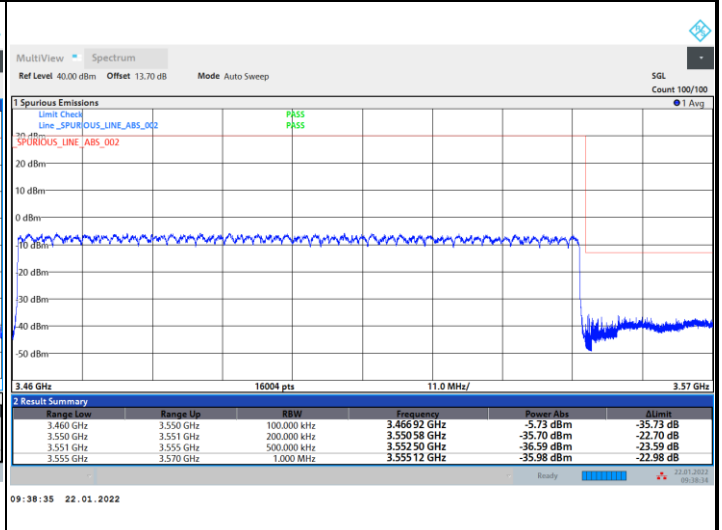 MultiView Spectrum
Ref Level 40.00 dBm Offset 13.70 dB Mode Auto Sweep SGL
Count 100/100
1 Spurious Emissions 1 Avg
Limit Check PASS
Line _SPURIOUS_LINE_ABS_002 PASS
30 dBm
_SPURIOUS_LINE_ABS_002
20 dBm
10 dBm
0 dBm
-10 dBm
-20 dBm
-30 dBm
-40 dBm
-50 dBm
3.46 GHz 16004 pts 11.0 MHz/ 3.57 GHz
2 Result Summary
Range Low Range Up RBW Frequency Power Abs ΔLimit
3.460 GHz 3.550 GHz 100.000 kHz 3.466 92 GHz -5.73 dBm -35.73 dB
3.550 GHz 3.551 GHz 200.000 kHz 3.550 58 GHz -35.70 dBm -22.70 dB
3.551 GHz 3.555 GHz 500.000 kHz 3.552 50 GHz -36.59 dBm -23.59 dB
3.555 GHz 3.570 GHz 1.000 MHz 3.555 12 GHz -35.98 dBm -22.98 dB
Ready 22.01.2022
09:38:34
09:38:35 22.01.2022